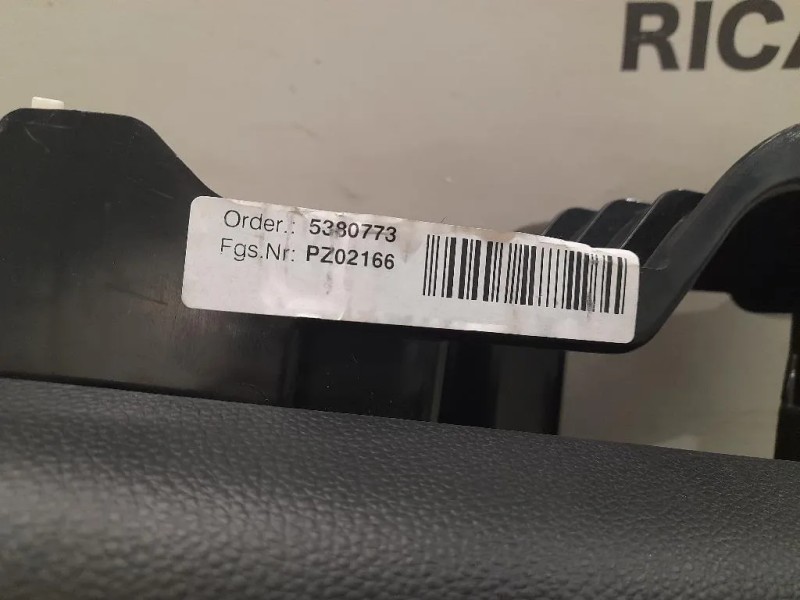 RICA
Order.: 5380773
Fgs.Nr: PZ02166